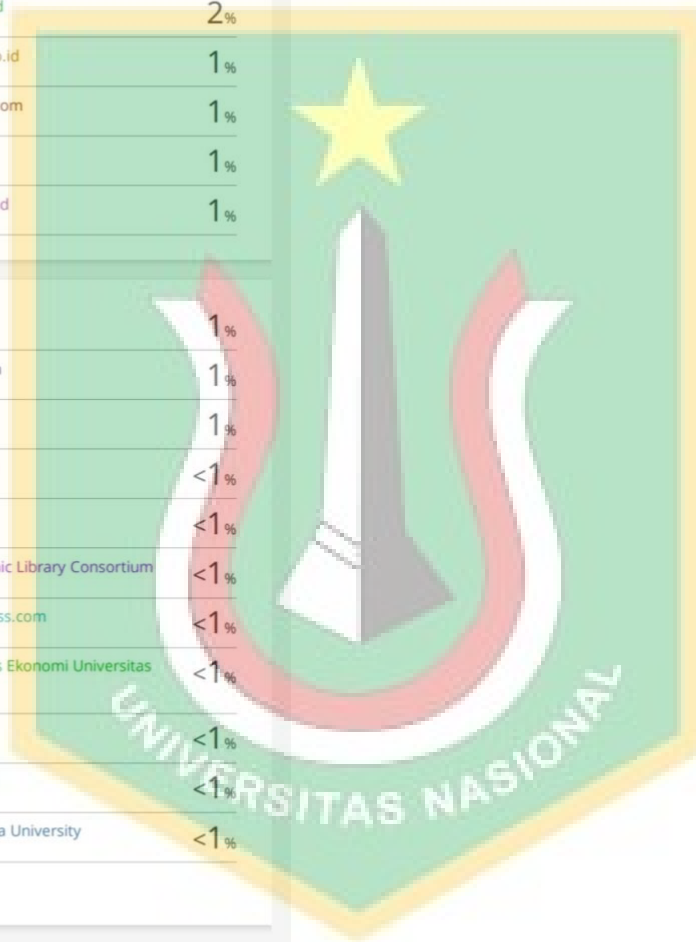 d 2%
.id 1%
om 1%
1%
d 1%
1%
1%
1%
<1%
<1%
ic Library Consortium <1%
ss.com <1%
s Ekonomi Universitas <1%
<1%
<1%
a University <1%
UNIVERSITAS NASIONAL